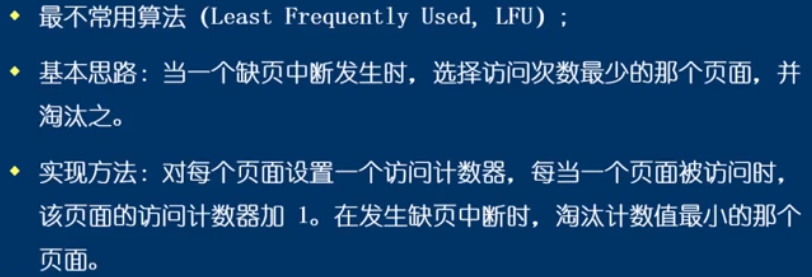 最不常用算法 (Least Frequently Used, LFU) ;
基本思路: 当一个缺页中断发生时, 选择访问次数最少的那个页面, 并
淘汰之。
实现方法: 对每个页面设置一个访问计数器, 每当一个页面被访问时,
该页面的访问计数器加 1。在发生缺页中断时, 淘汰计数值最小的那个
页面。